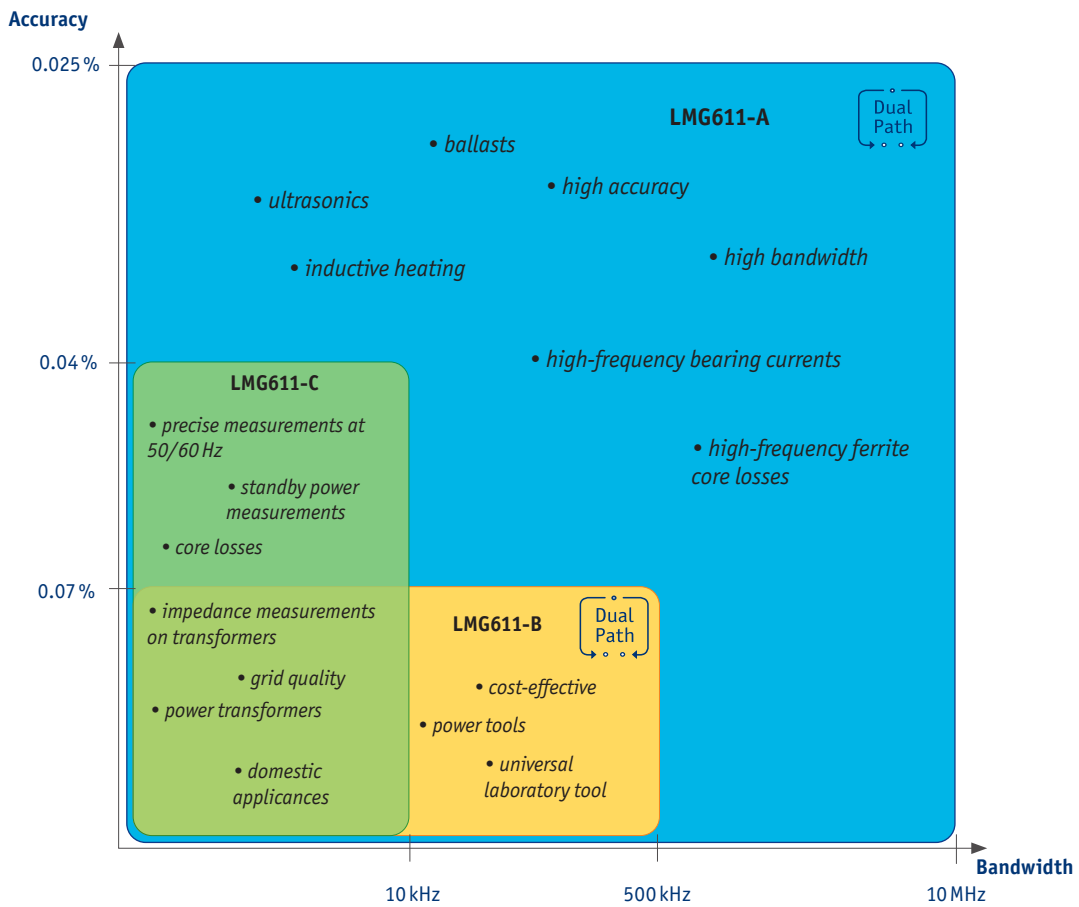 Accuracy
0.025 %
LMG611-A
Dual
Path
• ballasts
• high accuracy
• ultrasonics
• high bandwidth
• inductive heating
0.04 %
• high-frequency bearing currents
LMG611-C
• precise measurements at
50/60 Hz
• high-frequency ferrite
core losses
• standby power
measurements
• core losses
0.07 %
• impedance measurements
on transformers
LMG611-B
Dual
Path
• grid quality
• power transformers
• cost-effective
• power tools
• domestic
applicances
• universal
laboratory tool
Bandwidth
10 kHz
500 kHz
10 MHz